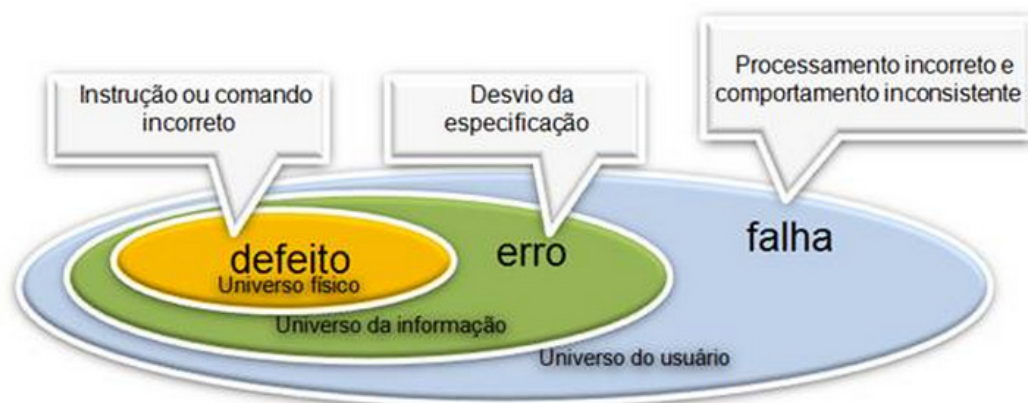 Instrução ou comando
incorreto
Desvio da
especificação
Processamento incorreto e
comportamento inconsistente
defeito
Universo físico
erro
Universo da informação
falha
Universo do usuário